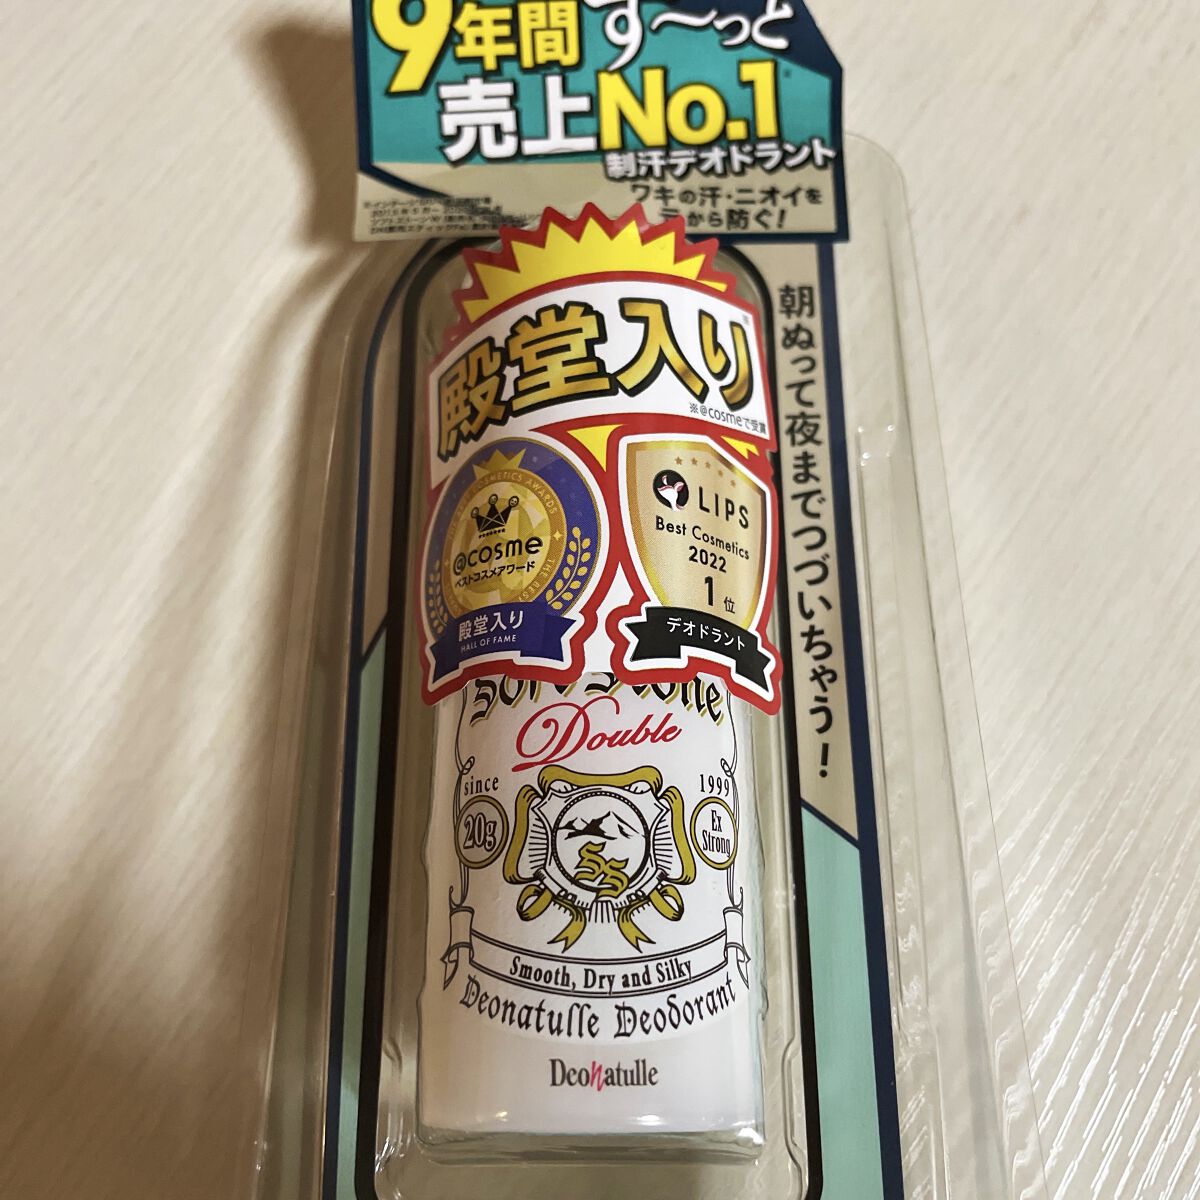 9年間す〜っと
売上No.1※
制汗デオドラント
ワキの汗・ニオイを
から防ぐ!
朝ぬって夜までつづいちゃう!
殿堂入り※
※@cosmeで受賞
COSMETICS AWARDS
@cosme
ベストコスメアワード
殿堂入り
HALL OF FAME
LIPS
Best Cosmetics
2022
1位
デオドラント
Soft Stone
Double
since
1999
20g
Ex
Strong
SS
Smooth, Dry and Silky
Deonatulle Deodorant
Deonatulle